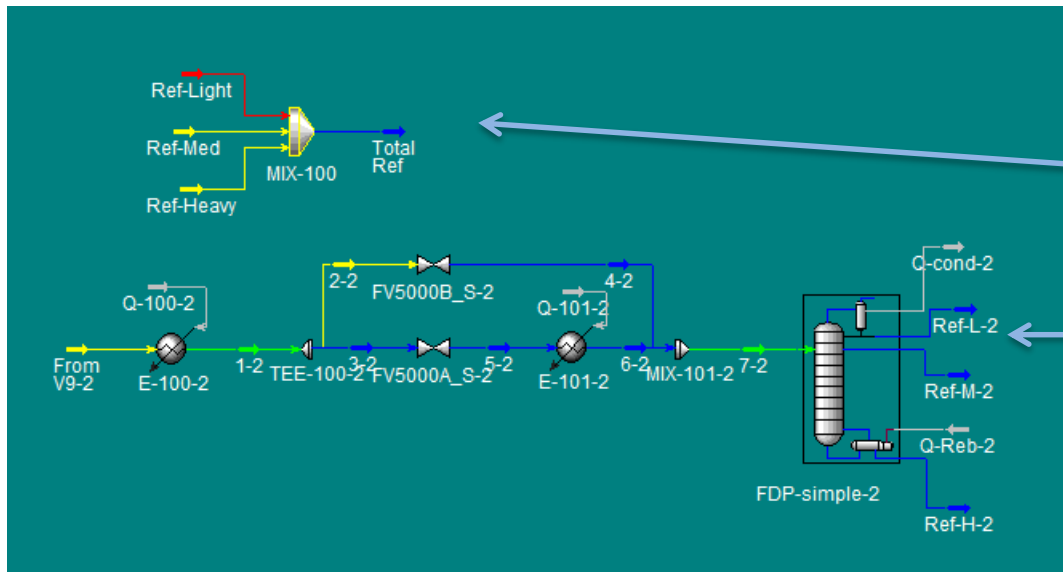 Ref-Light
Ref-Med
Ref-Heavy
MIX-100
Total
Ref
Q-100-2
From
V9-2
E-100-2
1-2
TEE-100-2
2-2
FV5000B_S-2
3-2
FV5000A_S-2
5-2
4-2
Q-101-2
E-101-2
6-2
MIX-101-2
7-2
Q-cond-2
Ref-L-2
Ref-M-2
Q-Reb-2
FDP-simple-2
Ref-H-2